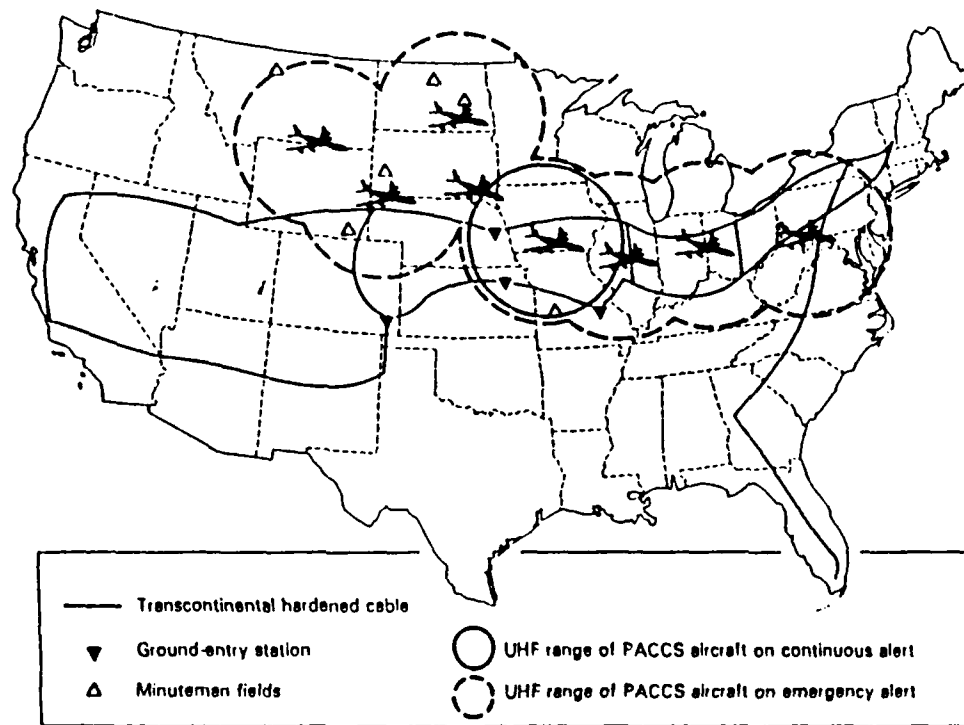 Transcontinental hardened cable
Ground-entry station
Minuteman fields
UHF range of PACCS aircraft on continuous alert
UHF range of PACCS aircraft on emergency alert